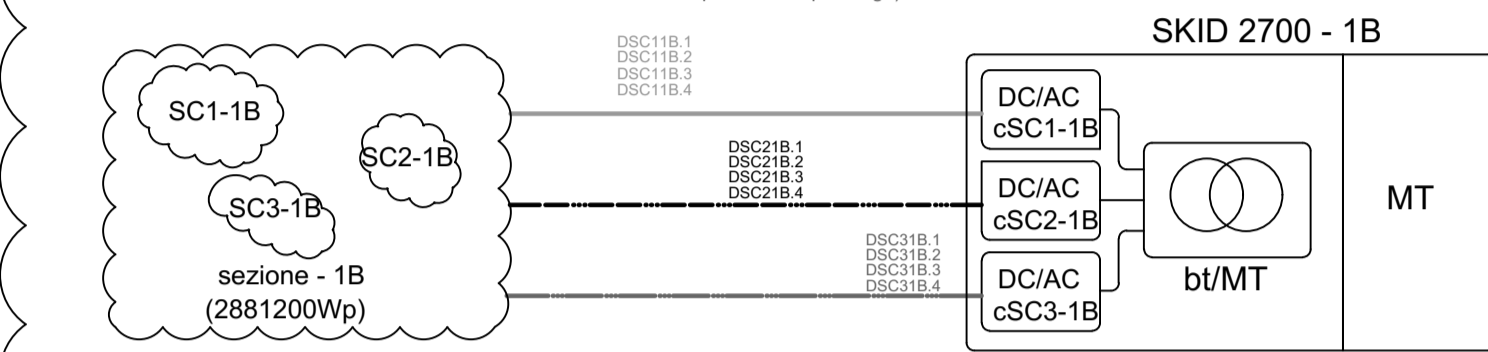 SKID 2700 - 1B
DSC11B.1
DSC11B.2
DSC11B.3
DSC11B.4
SC1-1B
DC/AC
cSC1-1B
SC2-1B
DSC21B.1
DSC21B.2
DSC21B.3
DSC21B.4
SC3-1B
DC/AC
cSC2-1B
MT
DSC31B.1
DSC31B.2
DSC31B.3
DSC31B.4
sezione - 1B
(2881200Wp)
DC/AC
cSC3-1B
bt/MT